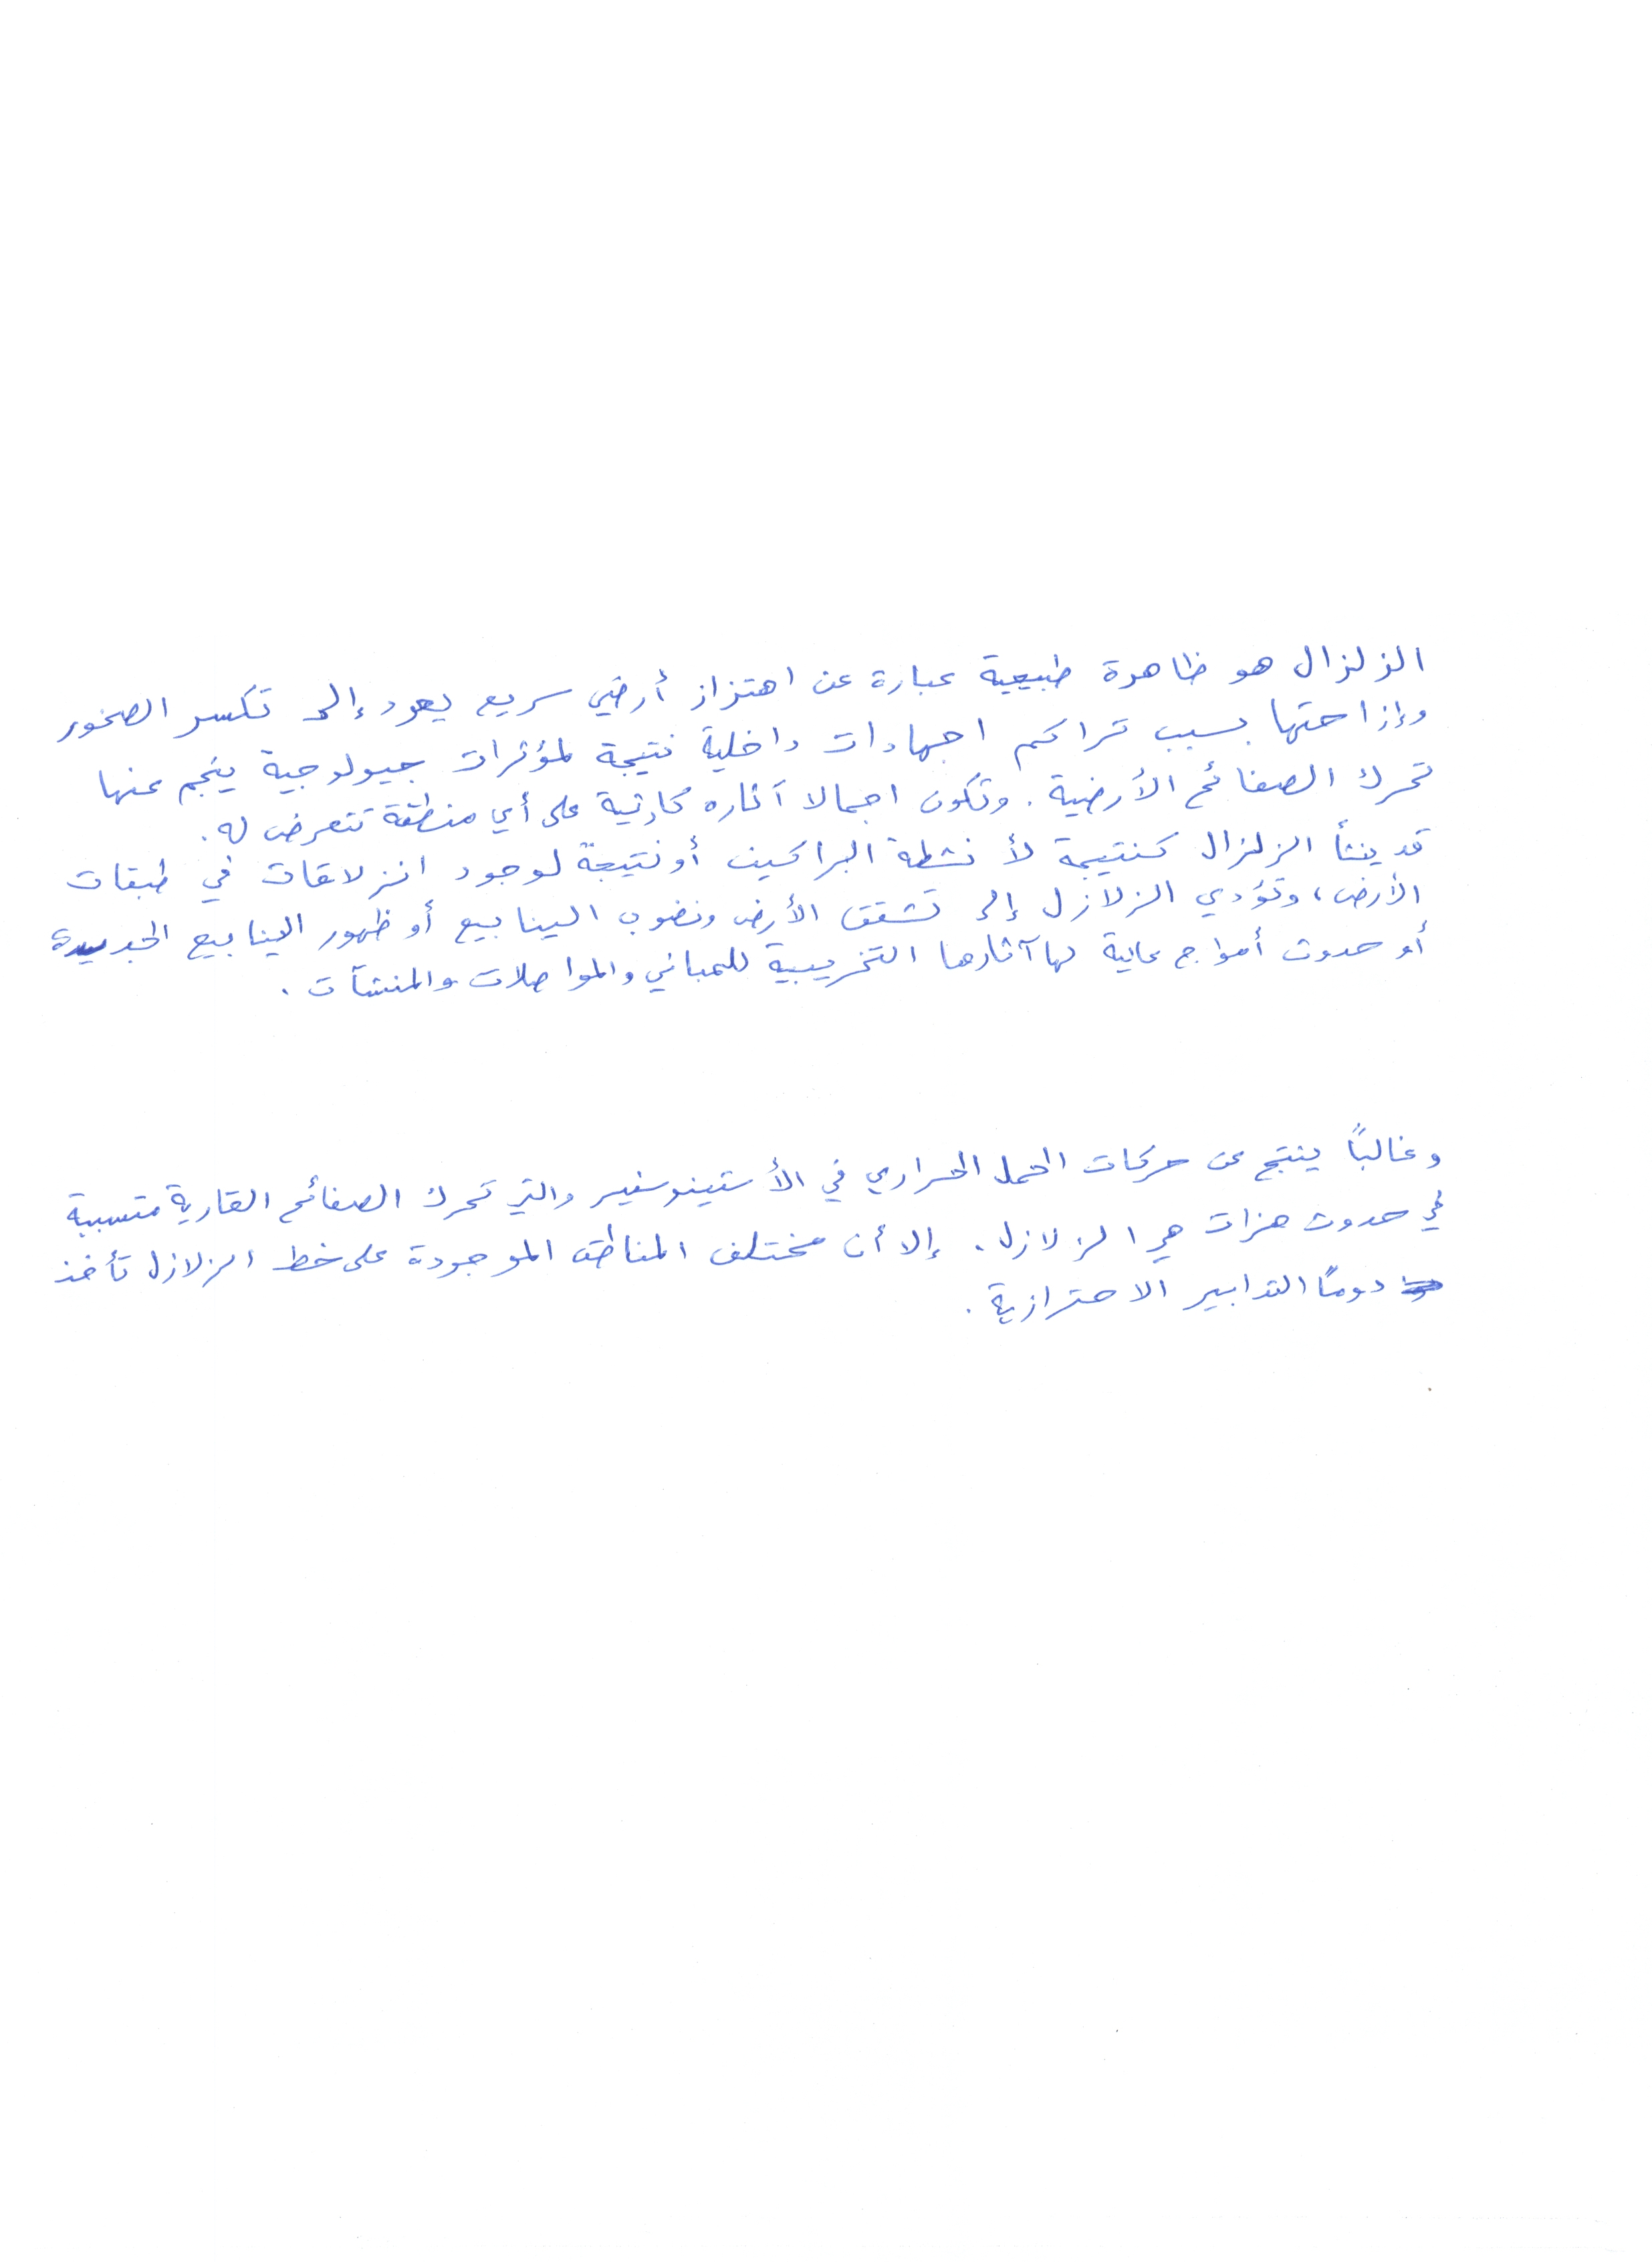 الزلزال هو ظاهرة طبيعية عبارة عن اهتزاز أرضي سريع يعود إلى تكسر الصخور
وإزاحتها بسبب تراكم اجهادات داخلية نتيجة لمؤثرات جيولوجية ينجم عنها
تحرك الصفائح الأرضية. وتكون اجمالا آثاره كارثية على أي منطقة تتعرض له.
قد ينشأ الزلزال كنتيجة لأنشطة البراكين أو نتيجة لوجود انزلاقات في طبقات
الأرض، وتؤدي الزلازل إلى تشقق الأرض ونضوب الينابيع أو ظهور الينابيع الجديدة
أو حدوث أمواج عالية لها آثارها التخريبية للمباني والمواصلات والمنشآت .
وغالبًا ينتج عن حركات الحمل الحراري في الأستينوسفير والتي تحرك الصفائح القارية متسببة
في حدوث هزات هي الزلازل. إلا أن مختلف المناطق الموجودة على خط الزلازل تأخذ
دومًا التدابير الاحترازية .